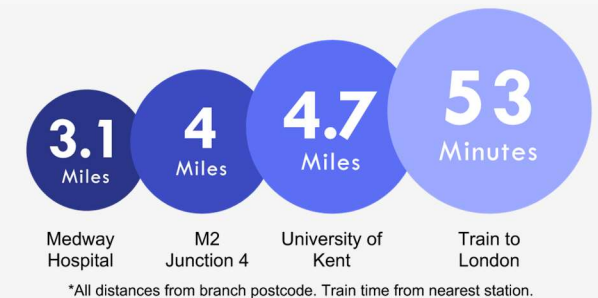 3.1
Miles
4
Miles
4.7
Miles
53
Minutes
Medway
Hospital
M2
Junction 4
University of
Kent
Train to
London
*All distances from branch postcode. Train time from nearest station.